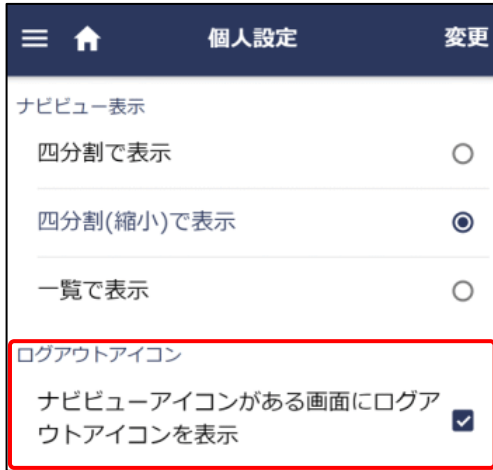 個人設定 変更
ナビビュー表示
四分割で表示
四分割(縮小)で表示
一覧で表示
ログアウトアイコン
ナビビューアイコンがある画面にログア
ウトアイコンを表示